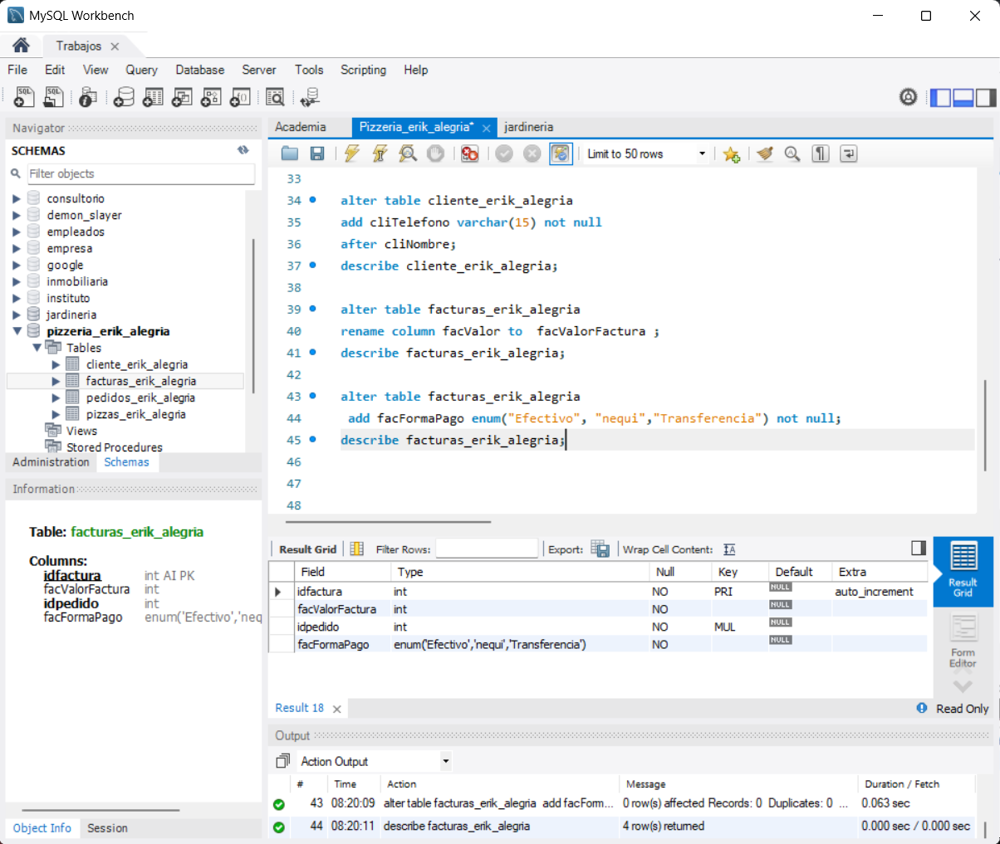 MySQL Workbench
Trabajos
File Edit View Query Database Server Tools Scripting Help
Navigator
SCHEMAS
Filter objects
consultorio
demon_slayer
empleados
empresa
google
inmobiliaria
instituto
jardineria
pizzeria_erik_alegria
Tables
cliente_erik_alegria
facturas_erik_alegria
pedidos_erik_alegria
pizzas_erik_alegria
Views
Stored Procedures
Administration Schemas
Information
Table: facturas_erik_alegria
Columns:
idfactura int AI PK
facValorFactura int
idpedido int
facFormaPago enum('Efectivo','neq
Object Info Session
Academia Pizzeria_erik_alegria* jardineria
Limit to 50 rows
33
34 alter table cliente_erik_alegria
35 add cliTelefono varchar(15) not null
36 after cliNombre;
37 describe cliente_erik_alegria;
38
39 alter table facturas_erik_alegria
40 rename column facValor to  facValorFactura ;
41 describe facturas_erik_alegria;
42
43 alter table facturas_erik_alegria
44 add facFormaPago enum("Efectivo", "nequi","Transferencia") not null;
45 describe facturas_erik_alegria;
46
47
48
Result Grid Filter Rows: Export: Wrap Cell Content:
Field Type Null Key Default Extra
idfactura int NO PRI NULL auto_increment
facValorFactura int NO NULL
idpedido int NO MUL NULL
facFormaPago enum('Efectivo','nequi','Transferencia') NO NULL
Result Grid
Form Editor
Result 18
Read Only
Output
Action Output
# Time Action Message Duration / Fetch
43 08:20:09 alter table facturas_erik_alegria  add facForm... 0 row(s) affected Records: 0  Duplicates: 0  ... 0.063 sec
44 08:20:11 describe facturas_erik_alegria 4 row(s) returned 0.000 sec / 0.000 sec